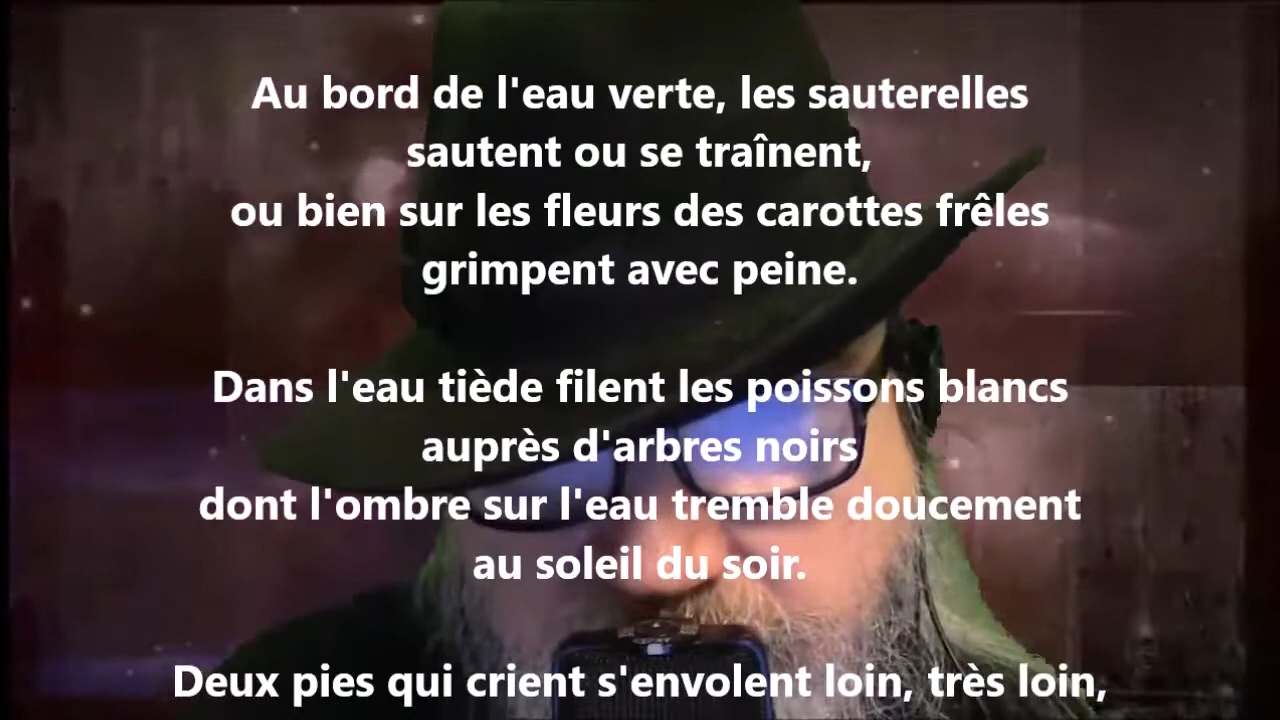 Au bord de l'eau verte, les sauterelles
sautent ou se traînent,
ou bien sur les fleurs des carottes frêles
grimpent avec peine.
Dans l'eau tiède filent les poissons blancs
auprès d'arbres noirs
dont l'ombre sur l'eau tremble doucement
au soleil du soir.
Deux pies qui crient s'envolent loin, très loin,